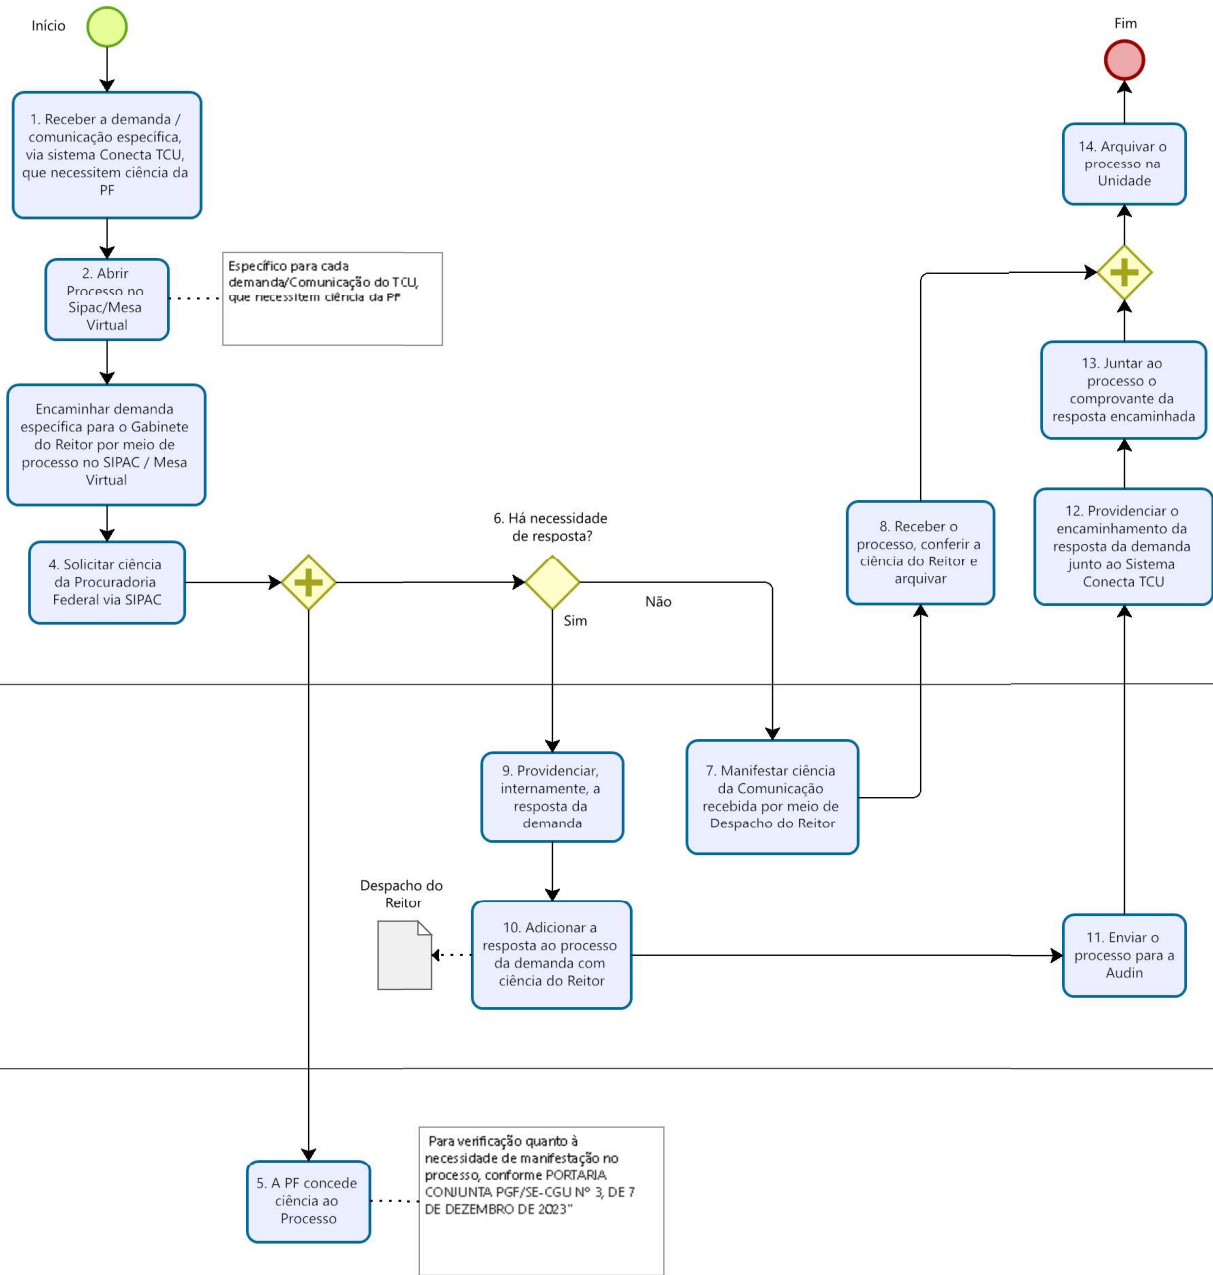 Início
1. Receber a demanda /
comunicação específica,
via sistema Conecta TCU,
que necessitem ciência da
PF
2. Abrir
Processo no
Sipac/Mesa
Virtual
Específico para cada
demanda/Comunicação do TCU,
que necessitem ciência da PF
Encaminhar demanda
específica para o Gabinete
do Reitor por meio de
processo no SIPAC / Mesa
Virtual
4. Solicitar ciência
da Procuradoria
Federal via SIPAC
6. Há necessidade
de resposta?
Não
Sim
8. Receber o
processo, conferir a
ciência do Reitor e
arquivar
Fim
14. Arquivar o
processo na
Unidade
13. Juntar ao
processo o
comprovante da
resposta encaminhada
12. Providenciar o
encaminhamento da
resposta da demanda
junto ao Sistema
Conecta TCU
9. Providenciar,
internamente, a
resposta da
demanda
7. Manifestar ciência
da Comunicação
recebida por meio de
Despacho do Reitor
Despacho do
Reitor
10. Adicionar a
resposta ao processo
da demanda com
ciência do Reitor
11. Enviar o
processo para a
Audin
5. A PF concede
ciência ao
Processo
Para verificação quanto à
necessidade de manifestação no
processo, conforme PORTARIA
CONJUNTA PGF/SE-CGU Nº 3, DE 7
DE DEZEMBRO DE 2023"